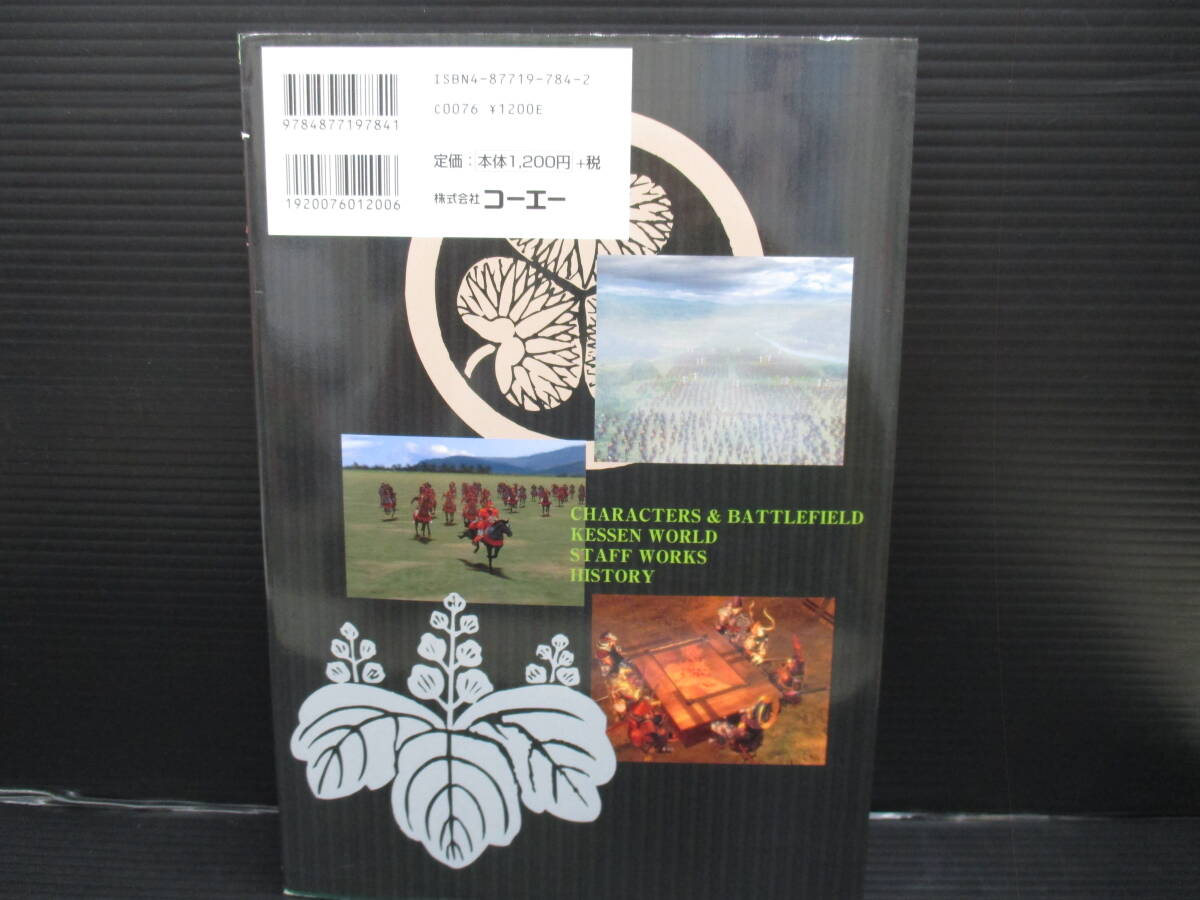 ISBN4-87719-784-2
C0076 ¥1200E
9784877197841
定価：本体1,200円+税
1920076012006
株式会社コーエー
CHARACTERS & BATTLEFIELD
KESSEN WORLD
STAFF WORKS
HISTORY